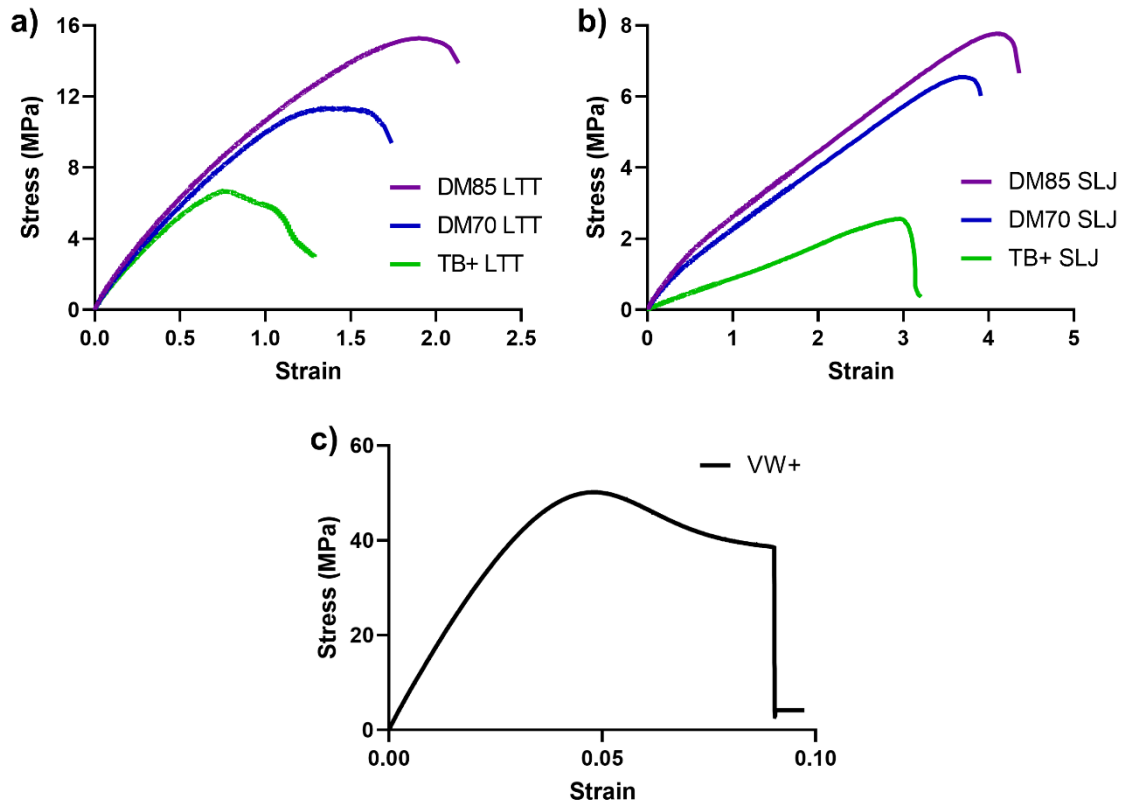 a)
Stress (MPa)
16
12
8
4
0
0.0 0.5 1.0 1.5 2.0 2.5
Strain
DM85 LTT
DM70 LTT
TB+ LTT
b)
Stress (MPa)
8
6
4
2
0
0 1 2 3 4 5
Strain
DM85 SLJ
DM70 SLJ
TB+ SLJ
c)
Stress (MPa)
60
40
20
0
0.00 0.05 0.10
Strain
VW+